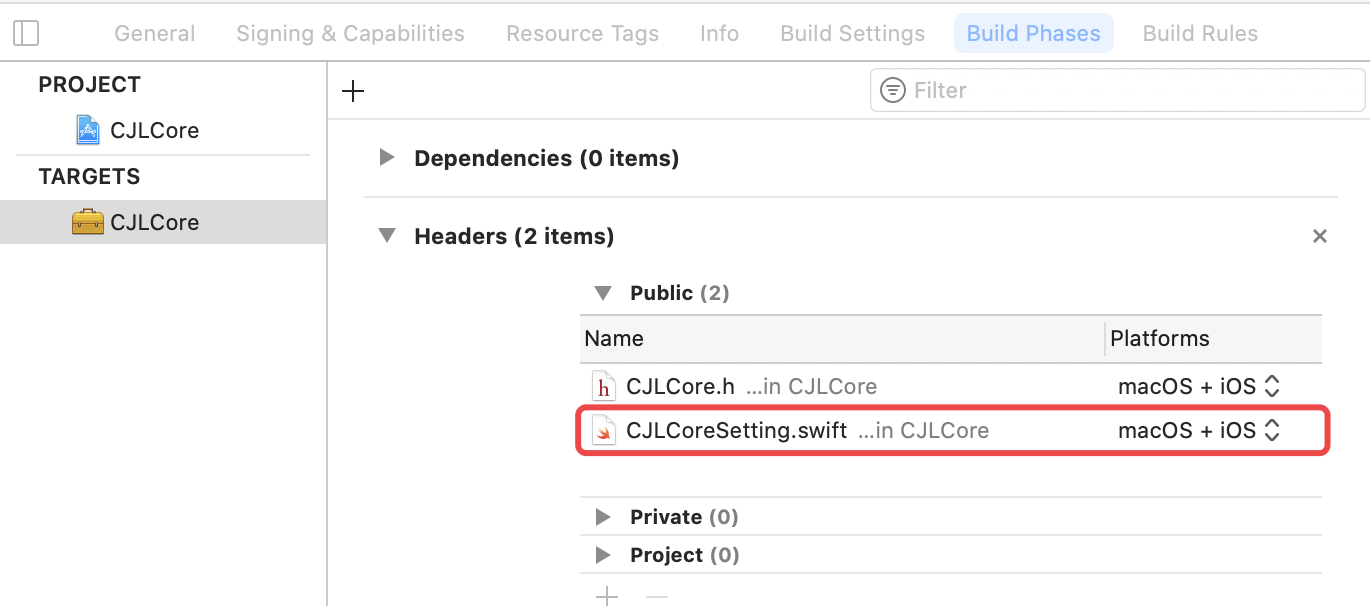 General Signing & Capabilities Resource Tags Info Build Settings Build Phases Build Rules
PROJECT
CJLCore
TARGETS
CJLCore
Filter
Dependencies (0 items)
Headers (2 items)
Public (2)
Name Platforms
CJLCore.h ...in CJLCore macOS + iOS
CJLCoreSetting.swift ...in CJLCore macOS + iOS
Private (0)
Project (0)